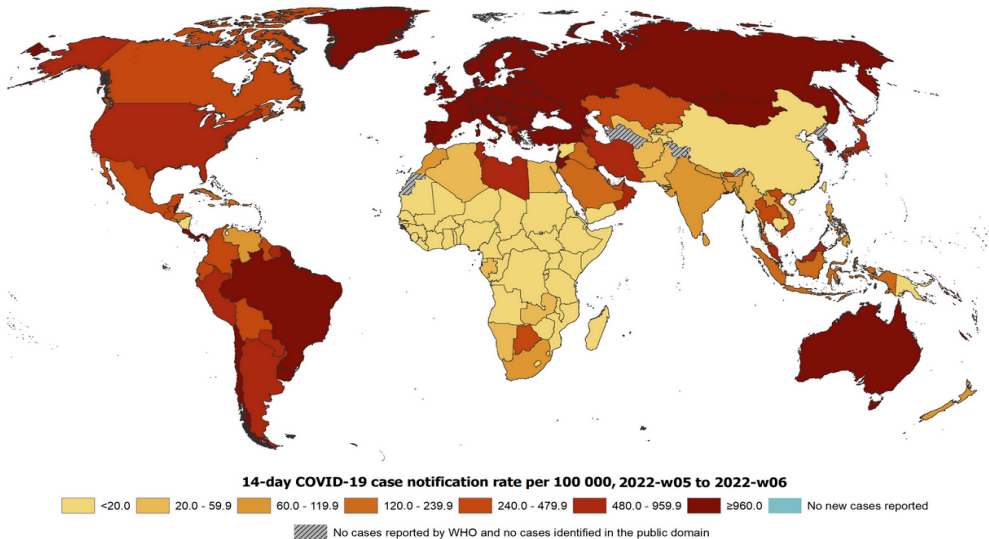 14-day COVID-19 case notification rate per 100 000, 2022-w05 to 2022-w06
<20.0 20.0 - 59.9 60.0 - 119.9 120.0 - 239.9 240.0 - 479.9 480.0 - 959.9 ≥960.0 No new cases reported
No cases reported by WHO and no cases identified in the public domain